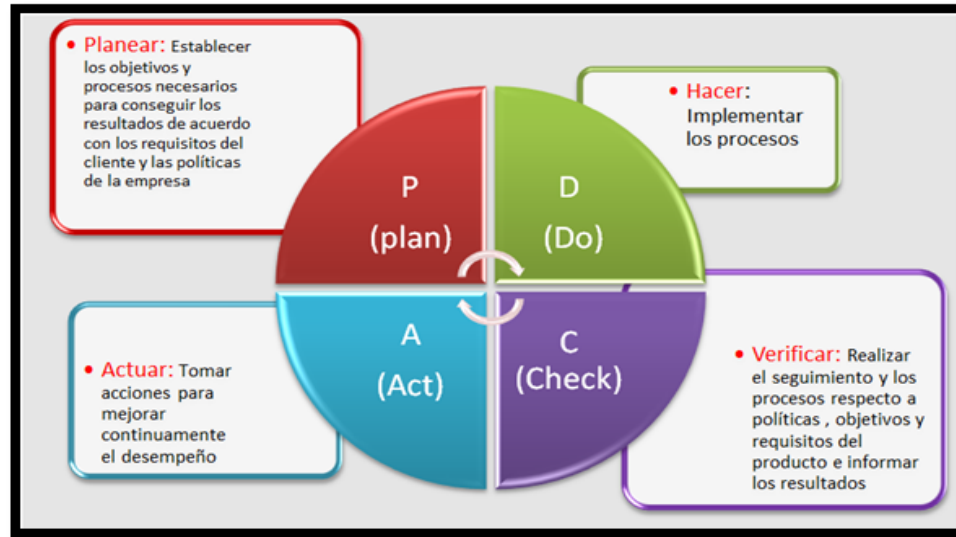 • Planear: Establecer
los objetivos y
procesos necesarios
para conseguir los
resultados de acuerdo
con los requisitos del
cliente y las políticas
de la empresa
• Hacer:
Implementar
los procesos
P
(plan)
D
(Do)
A
(Act)
C
(Check)
• Actuar: Tomar
acciones para
mejorar
continuamente
el desempeño
• Verificar: Realizar
el seguimiento y los
procesos respecto a
políticas , objetivos y
requisitos del
producto e informar
los resultados